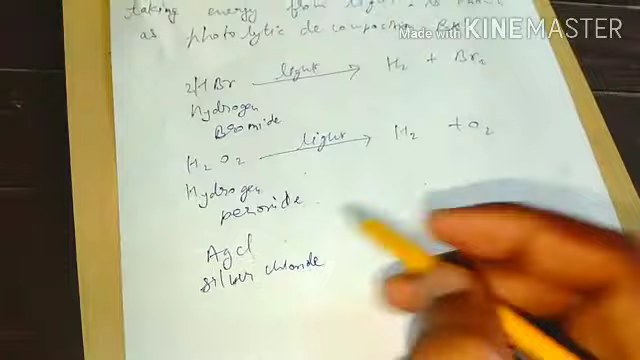 taking energy from light is known
as photolytic decomposition
Made with KINEMASTER
2HBr light H2 + Br2
Hydrogen
Bromide
H2O2 light H2 + O2
Hydrogen
peroxide
Agcl
silver chloride